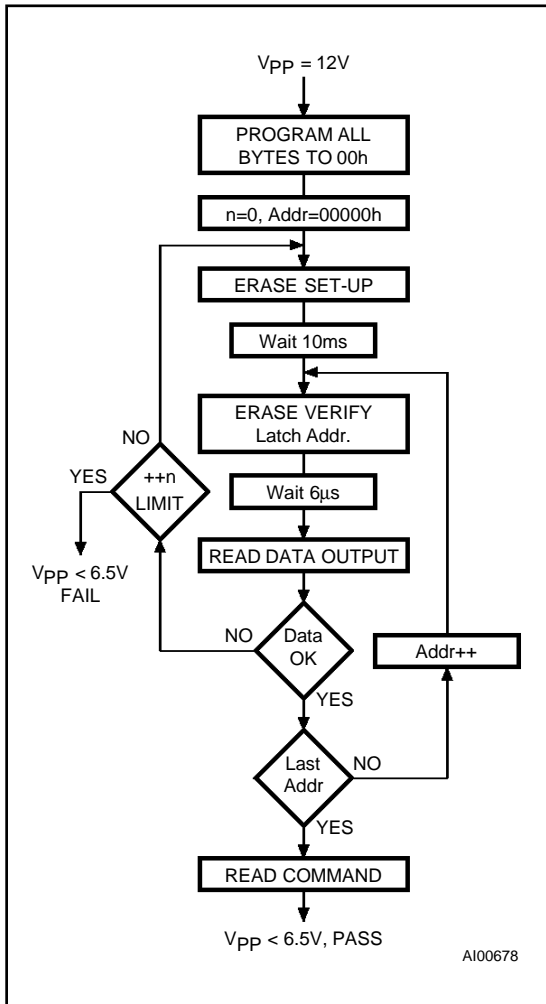 VPP = 12V
PROGRAM ALL
BYTES TO 00h
n=0, Addr=00000h
ERASE SET-UP
Wait 10ms
ERASE VERIFY
Latch Addr.
NO
YES
++n
LIMIT
Wait 6µs
VPP < 6.5V
FAIL
READ DATA OUTPUT
NO
Data
OK
Addr++
YES
Last
Addr
NO
YES
READ COMMAND
VPP < 6.5V, PASS
AI00678